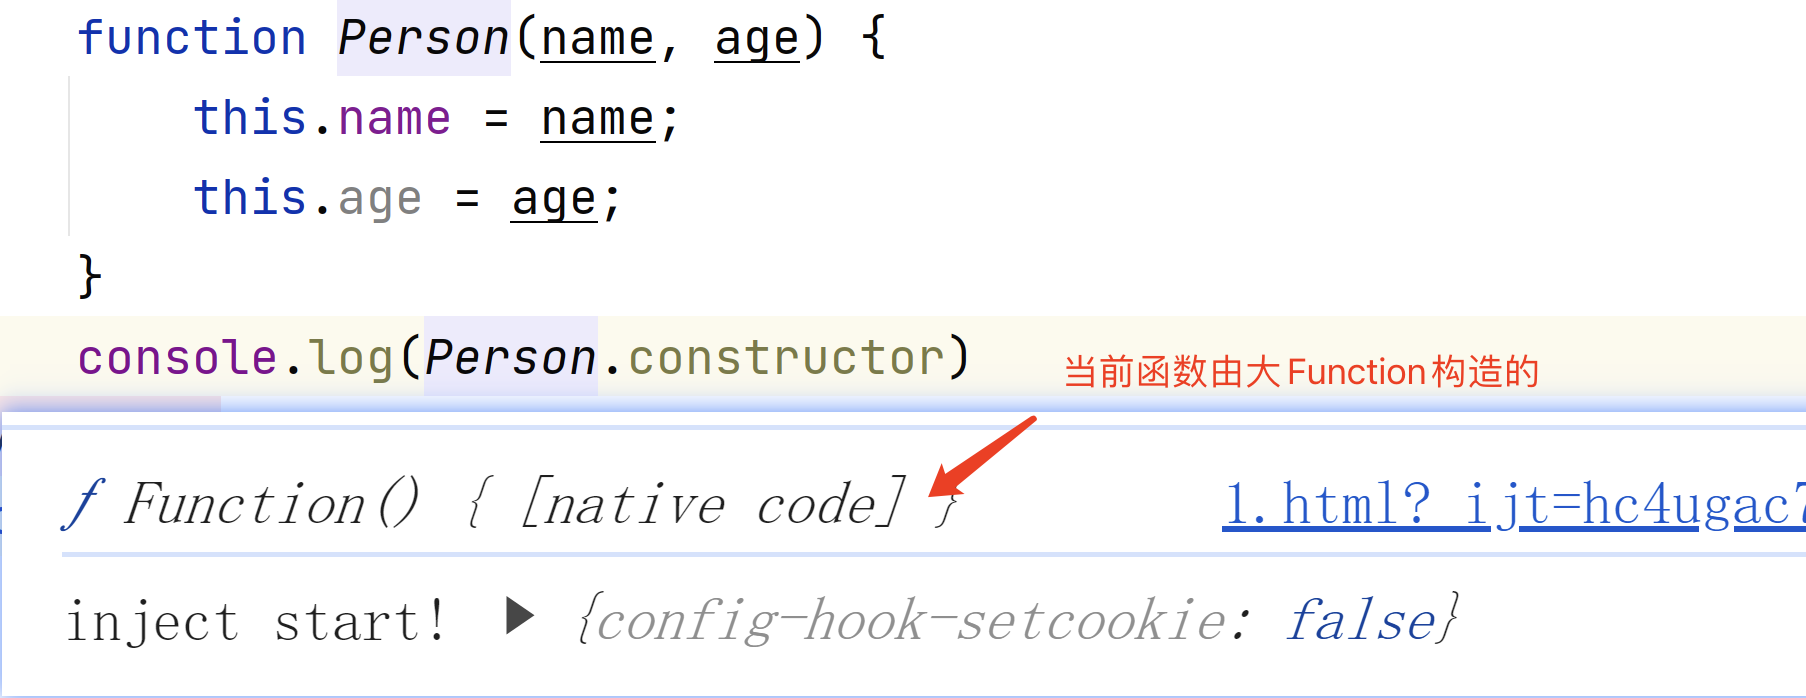 function Person(name, age) {
this.name = name;
this.age = age;
}
console.log(Person.constructor)
当前函数由大Function构造的
ƒ Function() { [native code] }
1.html?_ijt=hc4ugac7
inject start! ▶ {config-hook-setcookie: false}